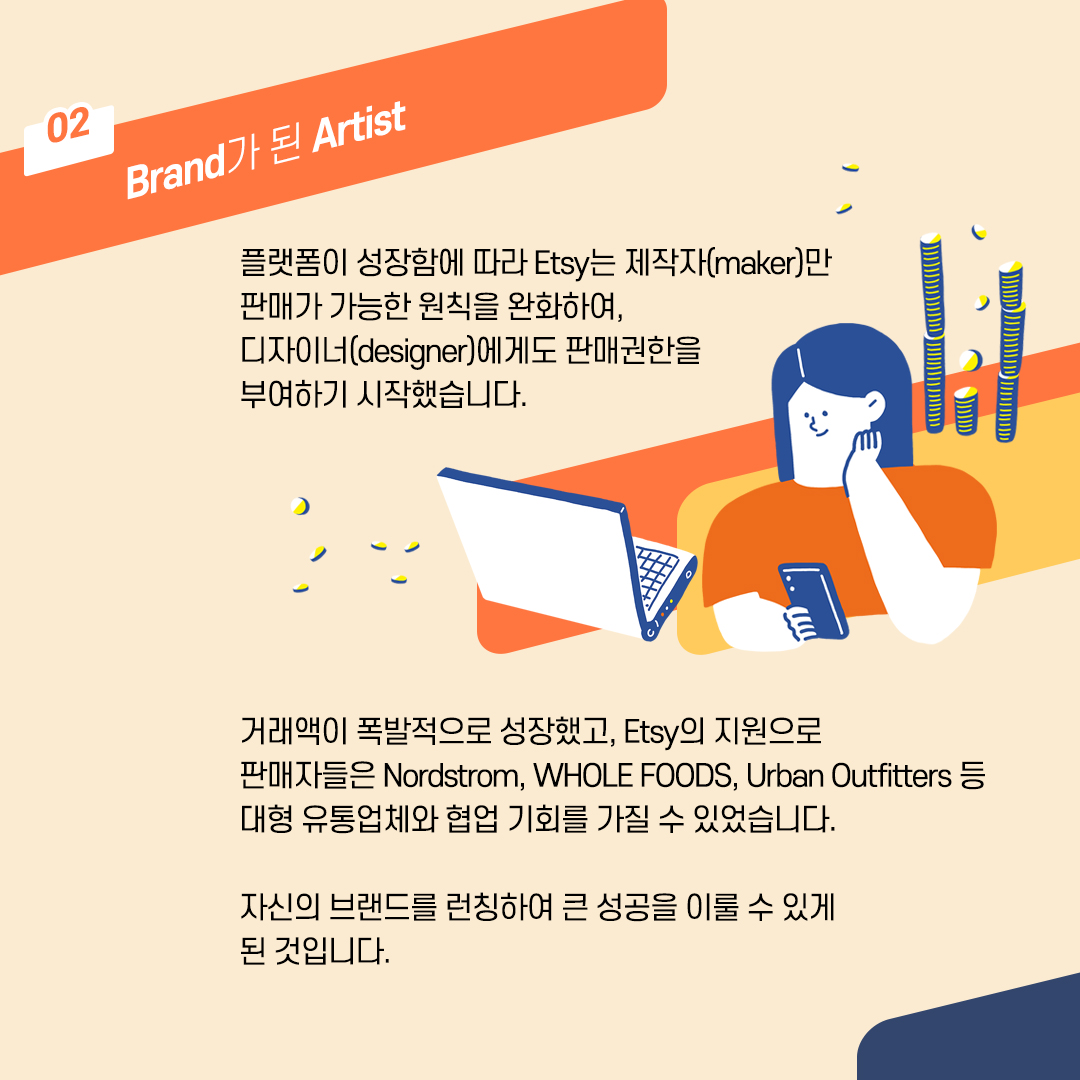 02
Brand가 된 Artist
플랫폼이 성장함에 따라 Etsy는 제작자(maker)만
판매가 가능한 원칙을 완화하여,
디자이너(designer)에게도 판매권한을
부여하기 시작했습니다.
거래액이 폭발적으로 성장했고, Etsy의 지원으로
판매자들은 Nordstrom, WHOLE FOODS, Urban Outfitters 등
대형 유통업체와 협업 기회를 가질 수 있었습니다.
자신의 브랜드를 런칭하여 큰 성공을 이룰 수 있게
된 것입니다.